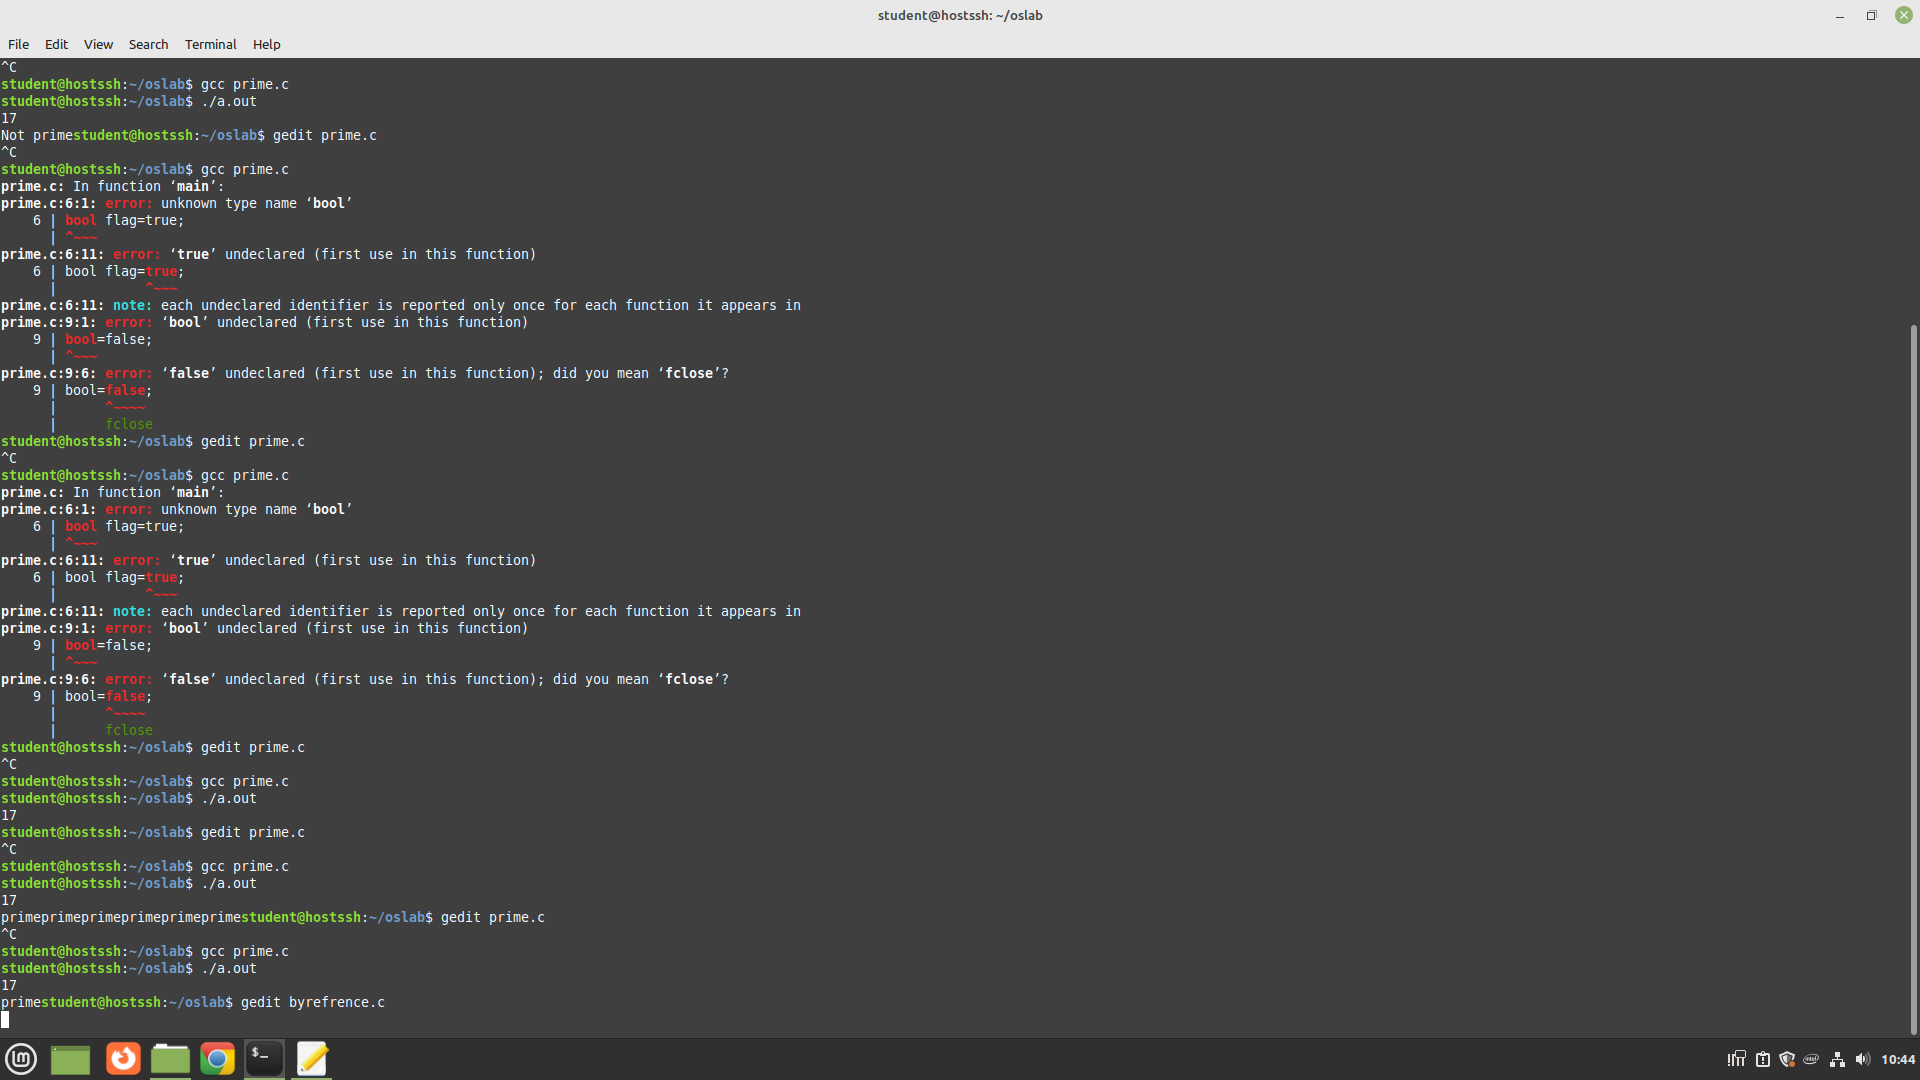 student@hostssh: ~/oslab
File Edit View Search Terminal Help
^C
student@hostssh:~/oslab$ gcc prime.c
student@hostssh:~/oslab$ ./a.out
17
Not primestudent@hostssh:~/oslab$ gedit prime.c
^C
student@hostssh:~/oslab$ gcc prime.c
prime.c: In function ‘main’:
prime.c:6:1: error: unknown type name ‘bool’
    6 | bool flag=true;
      | ^~~~
prime.c:6:11: error: ‘true’ undeclared (first use in this function)
    6 | bool flag=true;
      |           ^~~~
prime.c:6:11: note: each undeclared identifier is reported only once for each function it appears in
prime.c:9:1: error: ‘bool’ undeclared (first use in this function)
    9 | bool=false;
      | ^~~~
prime.c:9:6: error: ‘false’ undeclared (first use in this function); did you mean ‘fclose’?
    9 | bool=false;
      |      ^~~~~
      |      fclose
student@hostssh:~/oslab$ gedit prime.c
^C
student@hostssh:~/oslab$ gcc prime.c
prime.c: In function ‘main’:
prime.c:6:1: error: unknown type name ‘bool’
    6 | bool flag=true;
      | ^~~~
prime.c:6:11: error: ‘true’ undeclared (first use in this function)
    6 | bool flag=true;
      |           ^~~~
prime.c:6:11: note: each undeclared identifier is reported only once for each function it appears in
prime.c:9:1: error: ‘bool’ undeclared (first use in this function)
    9 | bool=false;
      | ^~~~
prime.c:9:6: error: ‘false’ undeclared (first use in this function); did you mean ‘fclose’?
    9 | bool=false;
      |      ^~~~~
      |      fclose
student@hostssh:~/oslab$ gedit prime.c
^C
student@hostssh:~/oslab$ gcc prime.c
student@hostssh:~/oslab$ ./a.out
17
student@hostssh:~/oslab$ gedit prime.c
^C
student@hostssh:~/oslab$ gcc prime.c
student@hostssh:~/oslab$ ./a.out
17
primeprimeprimeprimeprimeprimestudent@hostssh:~/oslab$ gedit prime.c
^C
student@hostssh:~/oslab$ gcc prime.c
student@hostssh:~/oslab$ ./a.out
17
primestudent@hostssh:~/oslab$ gedit byrefrence.c
$_
intel
10:44